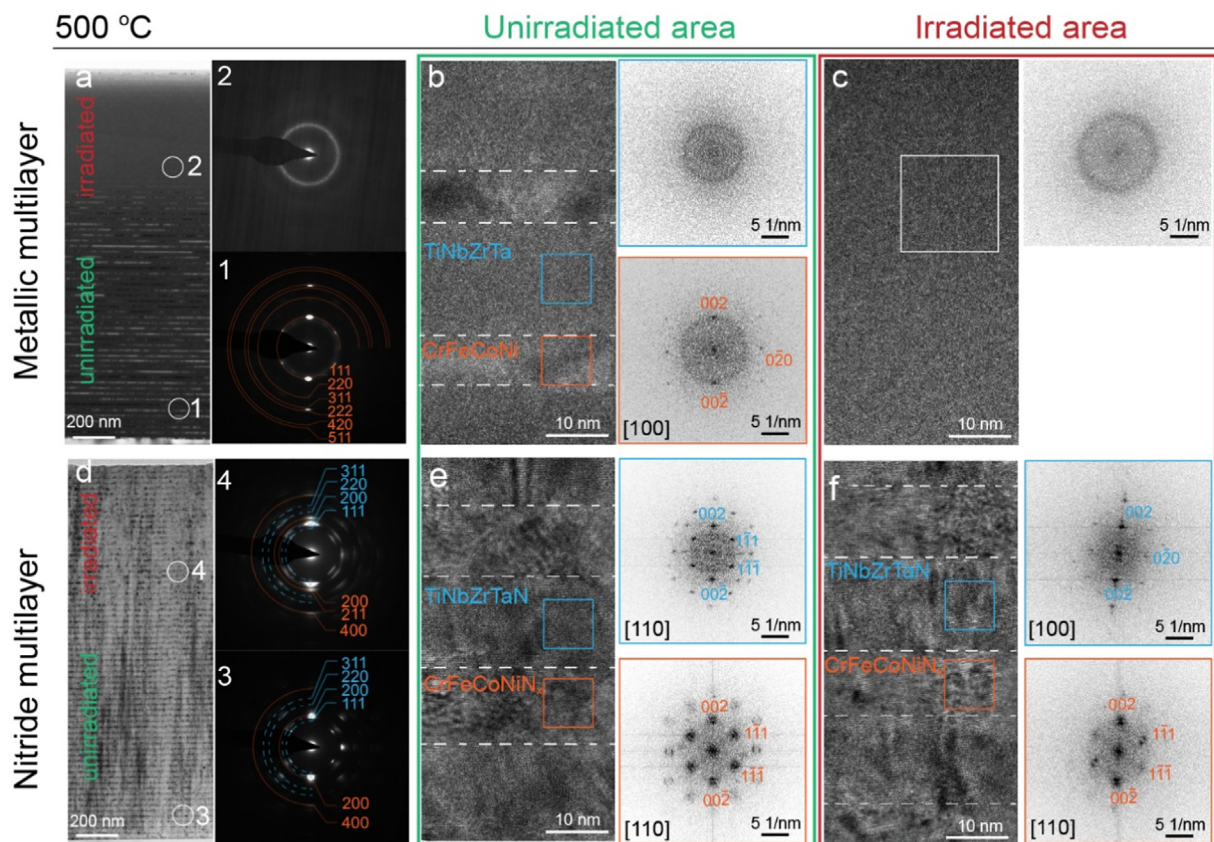 500 °C
Unirradiated area
Irradiated area
Metallic multilayer
a
irradiated
unirradiated
2
1
200 nm
2
1
111
220
311
222
420
511
b
TiNbZrTa
CrFeCoNi
10 nm
5 1/nm
002
02̄0
002̄
[100]
5 1/nm
c
10 nm
5 1/nm
Nitride multilayer
d
irradiated
unirradiated
4
3
200 nm
4
311
220
200
111
200
211
400
3
311
220
200
111
200
400
e
TiNbZrTaN
CrFeCoNiNₓ
10 nm
002
11̄1
11̄1̄
002̄
[110]
5 1/nm
002
11̄1
11̄1̄
002̄
[110]
5 1/nm
f
TiNbZrTaN
CrFeCoNiNₓ
10 nm
002
02̄0
002̄
[100]
5 1/nm
002
11̄1
11̄1̄
002̄
[110]
5 1/nm